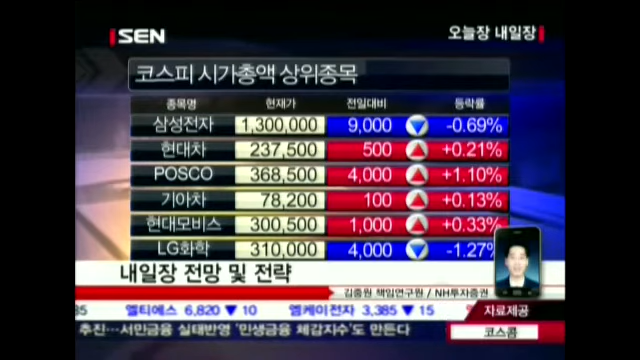 SEN
오늘장 내일장
코스피 시가총액 상위종목
종목명 현재가 전일대비 등락률
삼성전자 1,300,000 9,000 ▼ -0.69%
현대차 237,500 500 ▲ +0.21%
POSCO 368,500 4,000 ▲ +1.10%
기아차 78,200 100 ▲ +0.13%
현대모비스 300,500 1,000 ▲ +0.33%
LG화학 310,000 4,000 ▼ -1.27%
내일장 전망 및 전략
김종원 책임연구원 / NH투자증권
35 엘티에스 6,820 ▼ 10 엠케이전자 3,385 ▼ 15
자료제공
추진…서민금융 실태반영 '민생금융 체감지수'도 만든다
코스콤